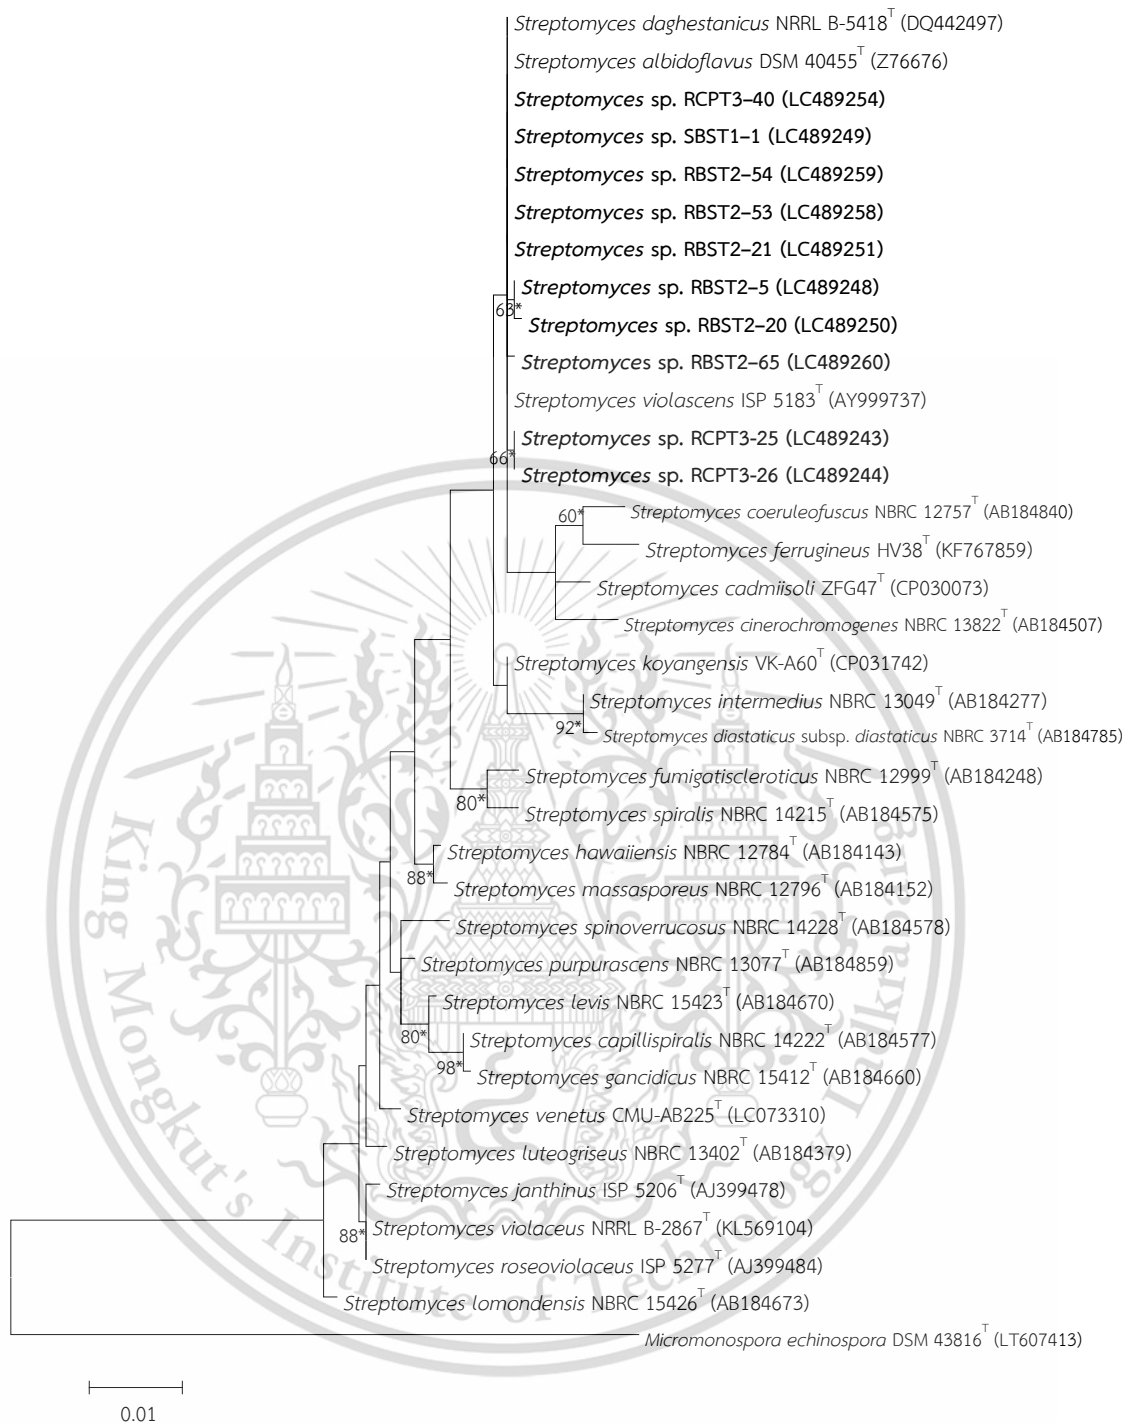 Streptomyces daghestanicus NRRL B-5418T (DQ442497)
Streptomyces albidoflavus DSM 40455T (Z76676)
Streptomyces sp. RCPT3–40 (LC489254)
Streptomyces sp. SBST1–1 (LC489249)
Streptomyces sp. RBST2–54 (LC489259)
Streptomyces sp. RBST2–53 (LC489258)
Streptomyces sp. RBST2–21 (LC489251)
Streptomyces sp. RBST2–5 (LC489248)
63*
Streptomyces sp. RBST2–20 (LC489250)
Streptomyces sp. RBST2–65 (LC489260)
Streptomyces violascens ISP 5183T (AY999737)
Streptomyces sp. RCPT3-25 (LC489243)
66*
Streptomyces sp. RCPT3-26 (LC489244)
60*
Streptomyces coeruleofuscus NBRC 12757T (AB184840)
Streptomyces ferrugineus HV38T (KF767859)
Streptomyces cadmiisoli ZFG47T (CP030073)
Streptomyces cinerochromogenes NBRC 13822T (AB184507)
Streptomyces koyangensis VK-A60T (CP031742)
Streptomyces intermedius NBRC 13049T (AB184277)
92*
Streptomyces diastaticus subsp. diastaticus NBRC 3714T (AB184785)
Streptomyces fumigatiscleroticus NBRC 12999T (AB184248)
80*
Streptomyces spiralis NBRC 14215T (AB184575)
Streptomyces hawaiiensis NBRC 12784T (AB184143)
88*
Streptomyces massasporeus NBRC 12796T (AB184152)
Streptomyces spinoverrucosus NBRC 14228T (AB184578)
Streptomyces purpurascens NBRC 13077T (AB184859)
Streptomyces levis NBRC 15423T (AB184670)
80*
Streptomyces capillispiralis NBRC 14222T (AB184577)
98*
Streptomyces gancidicus NBRC 15412T (AB184660)
Streptomyces venetus CMU-AB225T (LC073310)
Streptomyces luteogriseus NBRC 13402T (AB184379)
Streptomyces janthinus ISP 5206T (AJ399478)
Streptomyces violaceus NRRL B-2867T (KL569104)
88*
Streptomyces roseoviolaceus ISP 5277T (AJ399484)
Streptomyces lomondensis NBRC 15426T (AB184673)
Micromonospora echinospora DSM 43816T (LT607413)
0.01
King Mongkut's Institute of Technology Ladkrabang